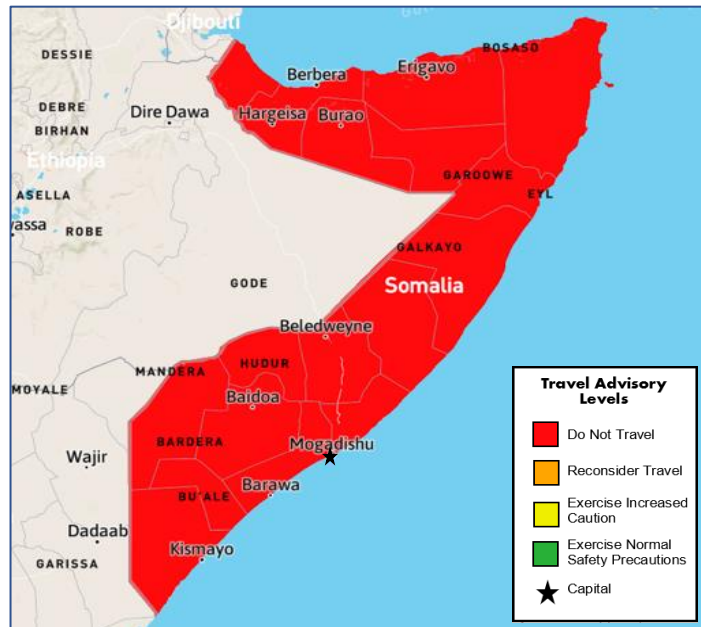 Djibouti
BOSASO
DESSIE
Berbera
Erigavo
DEBRE
BIRHAN
Dire Dawa
Hargeisa
Burao
Ethiopia
GAROOWE
ASELLA
EYL
wassa
ROBE
GALKAYO
GODE
Somalia
Beledweyne
MANDERA
HUDUR
MOYALE
Baidoa
BARDERA
Mogadishu
Wajir
BU'ALE
Barawa
Dadaab
Kismayo
GARISSA
Travel Advisory
Levels
Do Not Travel
Reconsider Travel
Exercise Increased
Caution
Exercise Normal
Safety Precautions
Capital